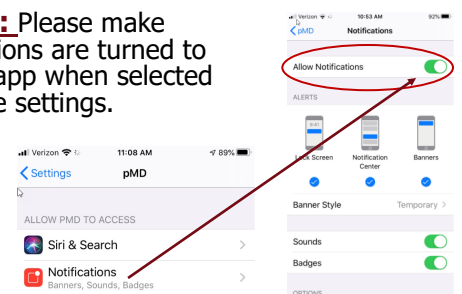 : Please make
ions are turned to
app when selected
e settings.
Verizon 11:08 AM 89%
Settings pMD
ALLOW PMD TO ACCESS
Siri & Search
Notifications
Banners, Sounds, Badges
Verizon 10:53 AM 92%
pMD Notifications
Allow Notifications
ALERTS
9:41
Lock Screen Notification Center Banners
Banner Style Temporary
Sounds
Badges
OPTIONS